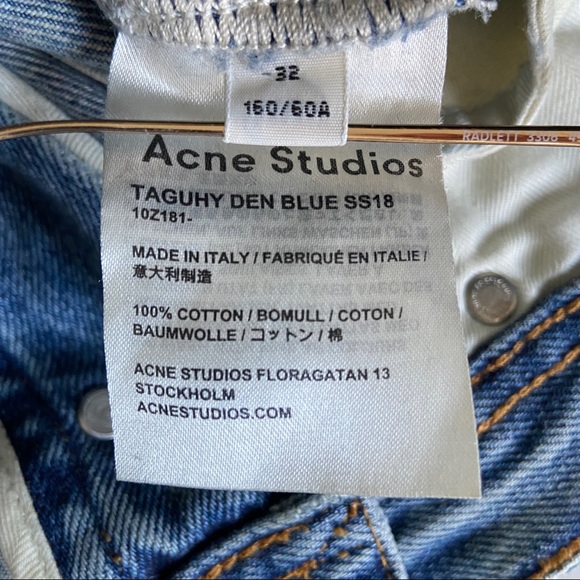 32
160/60A
RADLETT 3306
Acne Studios
TAGUHY DEN BLUE SS18
10Z181-
MADE IN ITALY / FABRIQUÉ EN ITALIE /
意大利制造
100% COTTON / BOMULL / COTON /
BAUMWOLLE / コットン / 棉
ACNE STUDIOS FLORAGATAN 13
STOCKHOLM
ACNESTUDIOS.COM